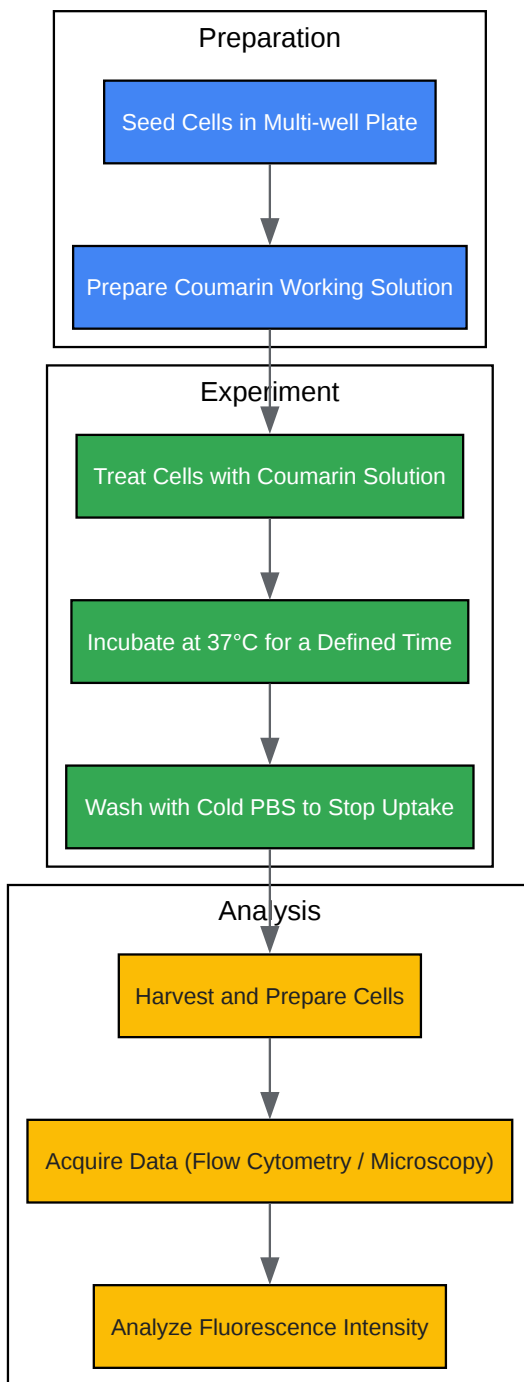 Preparation
Seed Cells in Multi-well Plate
Prepare Coumarin Working Solution
Experiment
Treat Cells with Coumarin Solution
Incubate at 37°C for a Defined Time
Wash with Cold PBS to Stop Uptake
Analysis
Harvest and Prepare Cells
Acquire Data (Flow Cytometry / Microscopy)
Analyze Fluorescence Intensity